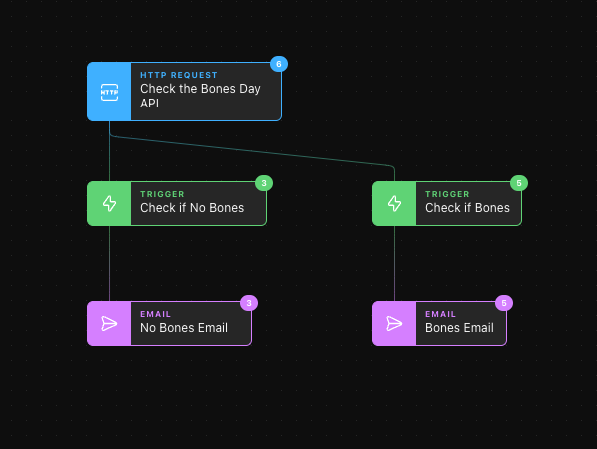 6
HTTP REQUEST
Check the Bones Day
API
HTTP
3
TRIGGER
Check if No Bones
5
TRIGGER
Check if Bones
3
EMAIL
No Bones Email
5
EMAIL
Bones Email